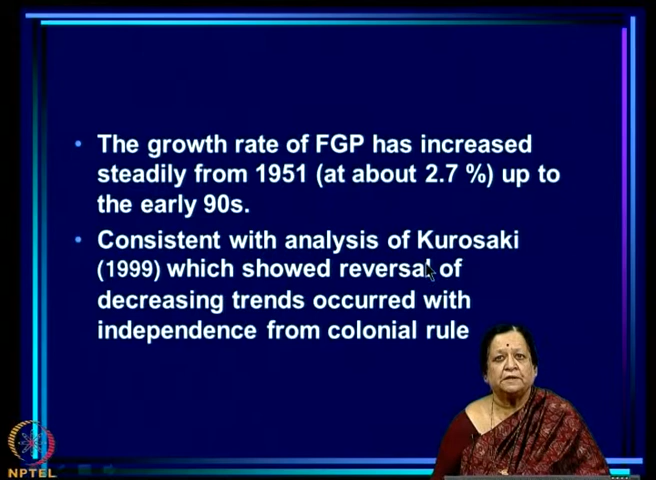 The growth rate of FGP has increased
steadily from 1951 (at about 2.7 %) up to
the early 90s.
Consistent with analysis of Kurosaki
(1999) which showed reversal of
decreasing trends occurred with
independence from colonial rule
NPTEL